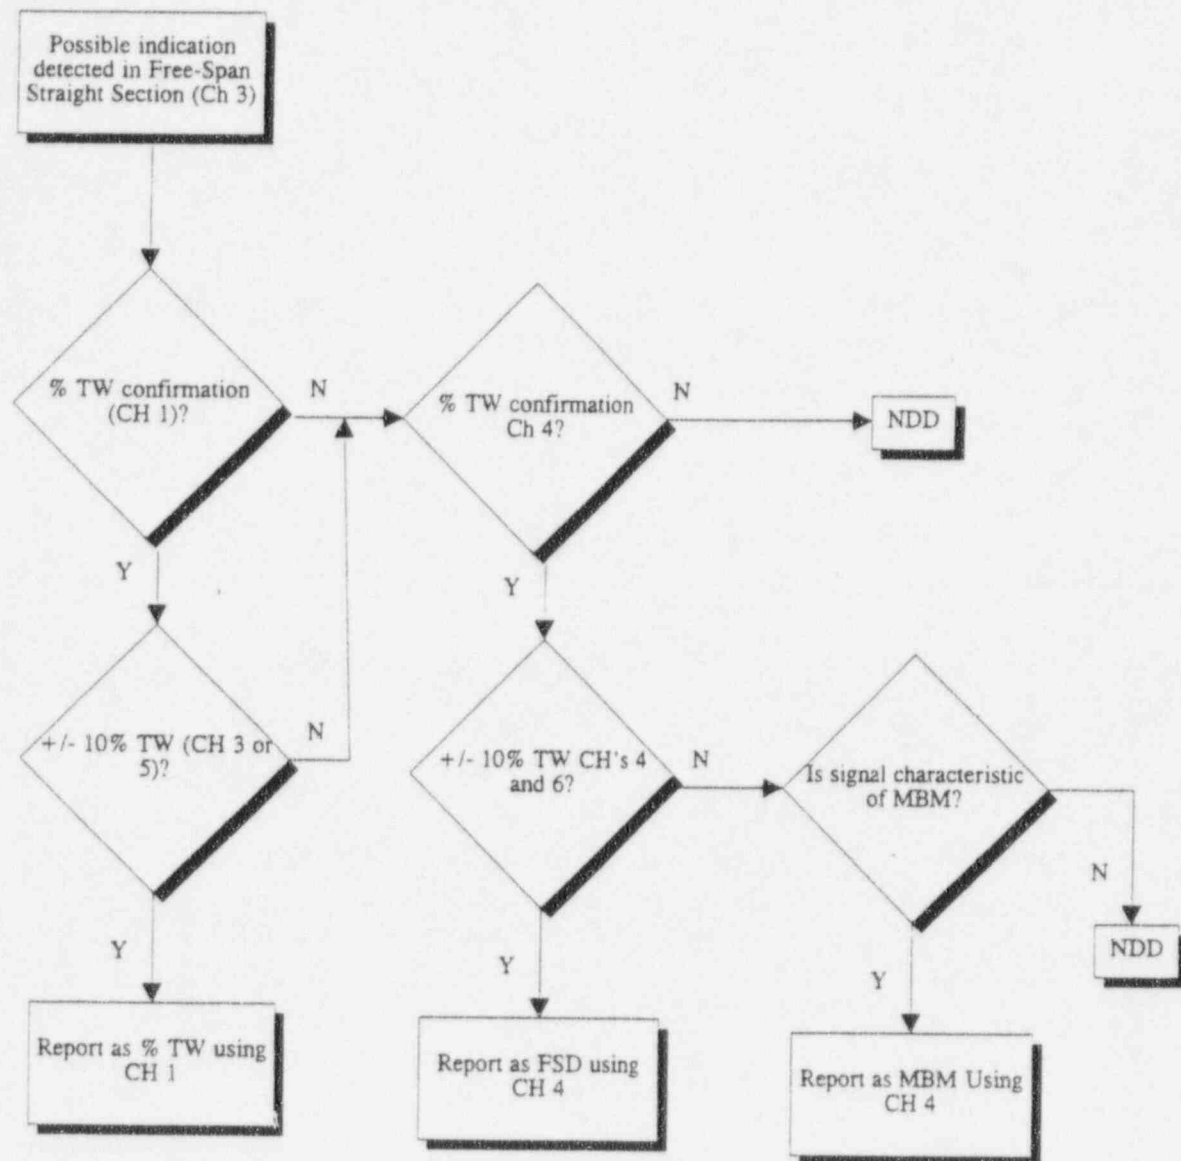 Possible indication
detected in Free-Span
Straight Section (Ch 3)
% TW confirmation
(CH 1)?
N
% TW confirmation
Ch 4?
N
NDD
Y
Y
+/- 10% TW (CH 3 or
5)?
N
+/- 10% TW CH's 4
and 6?
N
Is signal characteristic
of MBM?
N
NDD
Y
Y
Y
Report as % TW using
CH 1
Report as FSD using
CH 4
Report as MBM Using
CH 4